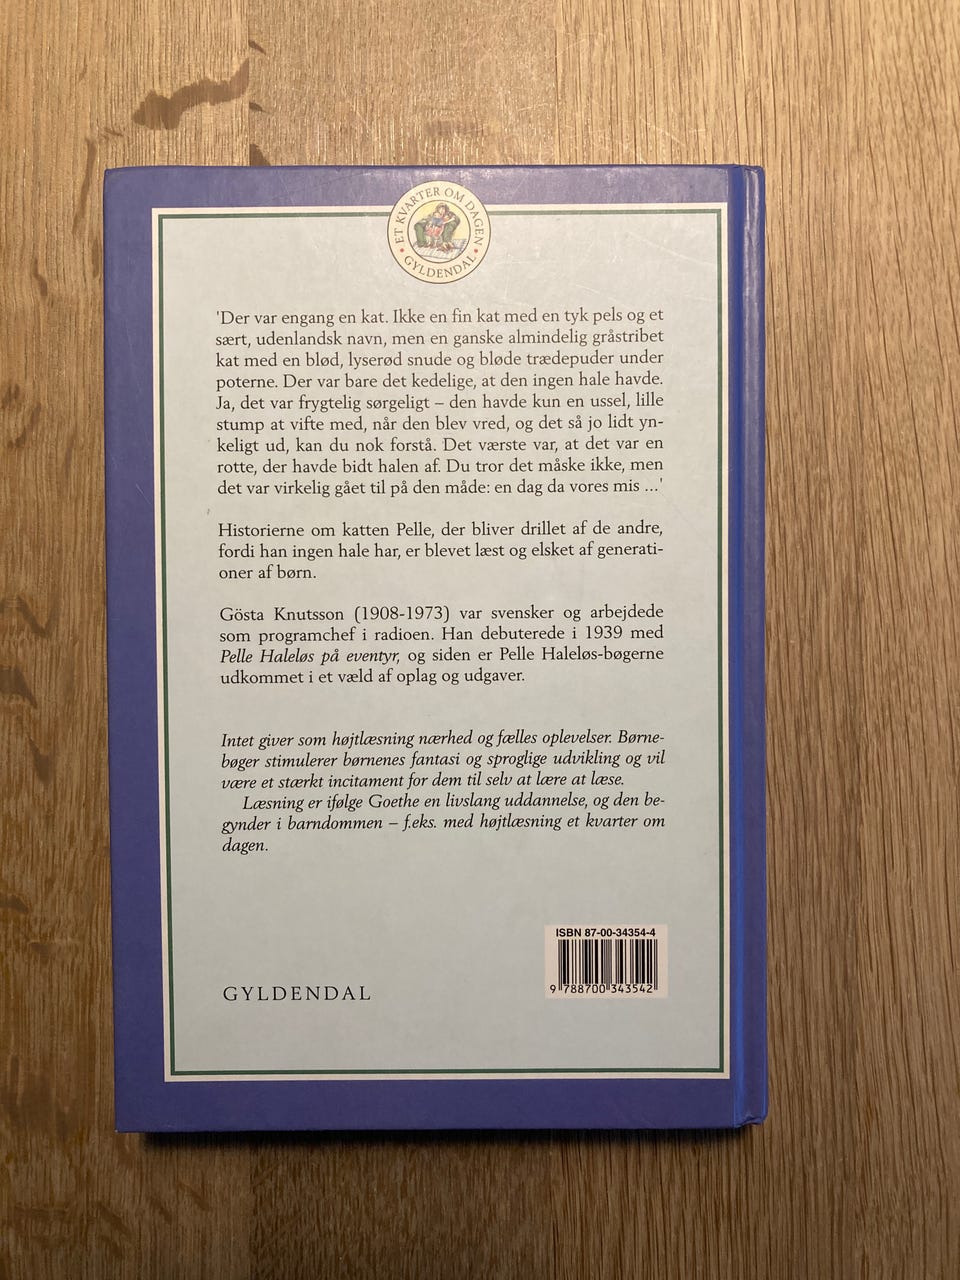 ET KVARTER OM DAGEN
• GYLDENDAL •
'Der var engang en kat. Ikke en fin kat med en tyk pels og et
sært, udenlandsk navn, men en ganske almindelig gråstribet
kat med en blød, lyserød snude og bløde trædepuder under
poterne. Der var bare det kedelige, at den ingen hale havde.
Ja, det var frygtelig sørgeligt – den havde kun en ussel, lille
stump at vifte med, når den blev vred, og det så jo lidt yn-
keligt ud, kan du nok forstå. Det værste var, at det var en
rotte, der havde bidt halen af. Du tror det måske ikke, men
det var virkelig gået til på den måde: en dag da vores mis ...'
Historierne om katten Pelle, der bliver drillet af de andre,
fordi han ingen hale har, er blevet læst og elsket af generati-
oner af børn.
Gösta Knutsson (1908-1973) var svensker og arbejdede
som programchef i radioen. Han debuterede i 1939 med
Pelle Haleløs på eventyr, og siden er Pelle Haleløs-bøgerne
udkommet i et væld af oplag og udgaver.
Intet giver som højtlæsning nærhed og fælles oplevelser. Børne-
bøger stimulerer børnenes fantasi og sproglige udvikling og vil
være et stærkt incitament for dem til selv at lære at læse.
Læsning er ifølge Goethe en livslang uddannelse, og den be-
gynder i barndommen – f.eks. med højtlæsning et kvarter om
dagen.
ISBN 87-00-34354-4
9 788700 343542
GYLDENDAL